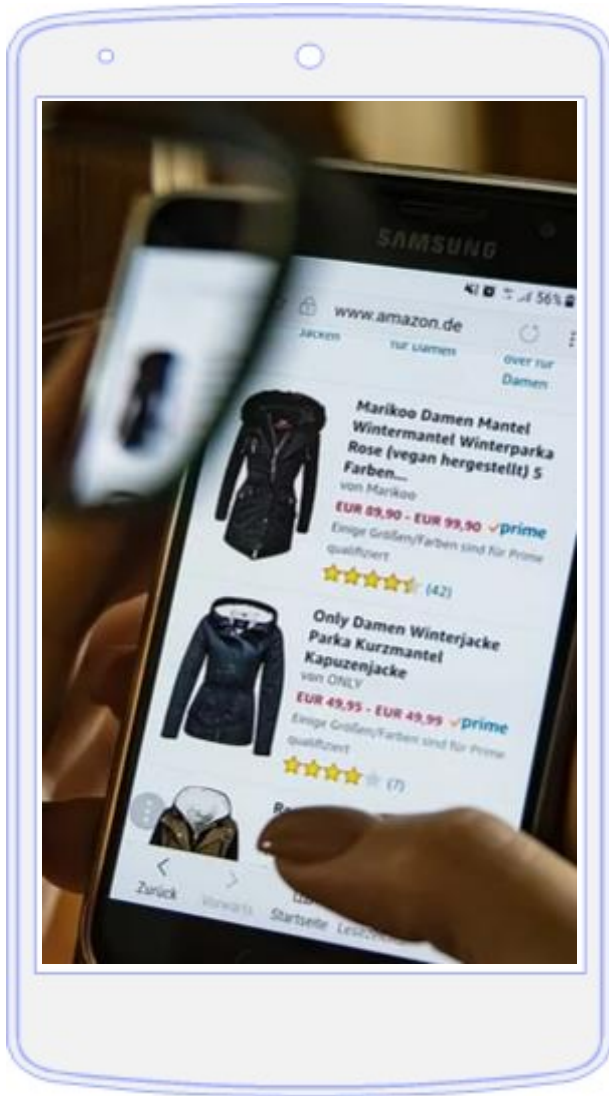 SAMSUNG
56%
www.amazon.de
Jacken
für Damen
over für
Damen
Marikoo Damen Mantel
Wintermantel Winterparka
Rose (vegan hergestellt) 5
Farben...
von Marikoo
EUR 89,90 - EUR 99,90 prime
Einige Größen/Farben sind für Prime
qualifiziert
(42)
Only Damen Winterjacke
Parka Kurzmantel
Kapuzenjacke
von ONLY
EUR 49,95 - EUR 49,99 prime
Einige Größen/Farben sind für Prime
qualifiziert
(7)
Zurück
Vorwärts
Startseite